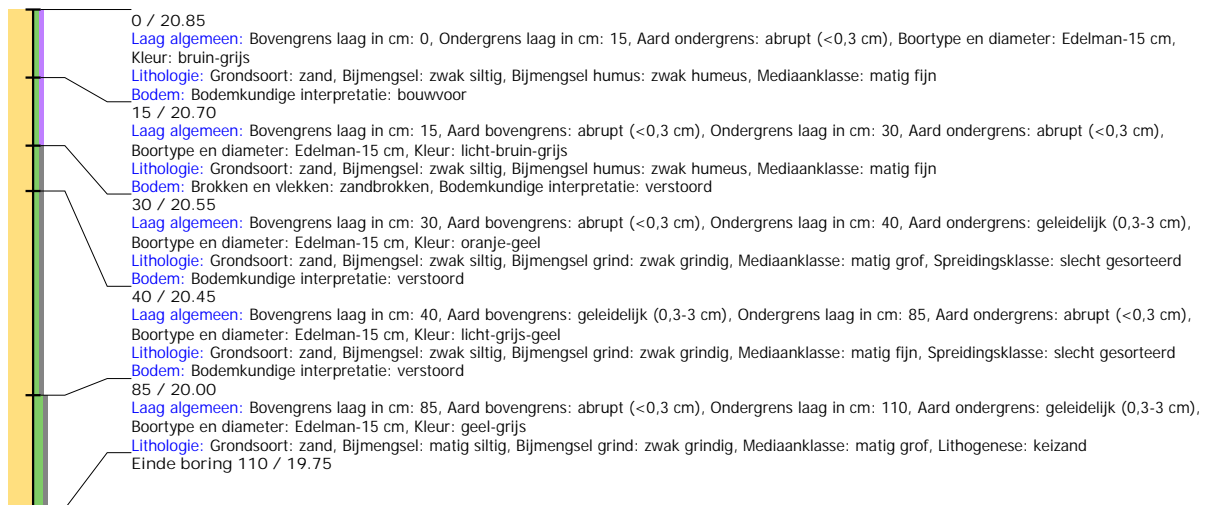 0 / 20.85
Laag algemeen: Bovengrens laag in cm: 0, Ondergrens laag in cm: 15, Aard ondergrens: abrupt (<0,3 cm), Boortype en diameter: Edelman-15 cm,
Kleur: bruin-grijs
Lithologie: Grondsoort: zand, Bijmengsel: zwak siltig, Bijmengsel humus: zwak humeus, Mediaanklasse: matig fijn
Bodem: Bodemkundige interpretatie: bouwvoor
15 / 20.70
Laag algemeen: Bovengrens laag in cm: 15, Aard bovengrens: abrupt (<0,3 cm), Ondergrens laag in cm: 30, Aard ondergrens: abrupt (<0,3 cm),
Boortype en diameter: Edelman-15 cm, Kleur: licht-bruin-grijs
Lithologie: Grondsoort: zand, Bijmengsel: zwak siltig, Bijmengsel humus: zwak humeus, Mediaanklasse: matig fijn
Bodem: Brokken en vlekken: zandbrokken, Bodemkundige interpretatie: verstoord
30 / 20.55
Laag algemeen: Bovengrens laag in cm: 30, Aard bovengrens: abrupt (<0,3 cm), Ondergrens laag in cm: 40, Aard ondergrens: geleidelijk (0,3-3 cm),
Boortype en diameter: Edelman-15 cm, Kleur: oranje-geel
Lithologie: Grondsoort: zand, Bijmengsel: zwak siltig, Bijmengsel grind: zwak grindig, Mediaanklasse: matig grof, Spreidingsklasse: slecht gesorteerd
Bodem: Bodemkundige interpretatie: verstoord
40 / 20.45
Laag algemeen: Bovengrens laag in cm: 40, Aard bovengrens: geleidelijk (0,3-3 cm), Ondergrens laag in cm: 85, Aard ondergrens: abrupt (<0,3 cm),
Boortype en diameter: Edelman-15 cm, Kleur: licht-grijs-geel
Lithologie: Grondsoort: zand, Bijmengsel: zwak siltig, Bijmengsel grind: zwak grindig, Mediaanklasse: matig fijn, Spreidingsklasse: slecht gesorteerd
Bodem: Bodemkundige interpretatie: verstoord
85 / 20.00
Laag algemeen: Bovengrens laag in cm: 85, Aard bovengrens: abrupt (<0,3 cm), Ondergrens laag in cm: 110, Aard ondergrens: geleidelijk (0,3-3 cm),
Boortype en diameter: Edelman-15 cm, Kleur: geel-grijs
Lithologie: Grondsoort: zand, Bijmengsel: matig siltig, Bijmengsel grind: zwak grindig, Mediaanklasse: matig grof, Lithogenese: keizand
Einde boring 110 / 19.75